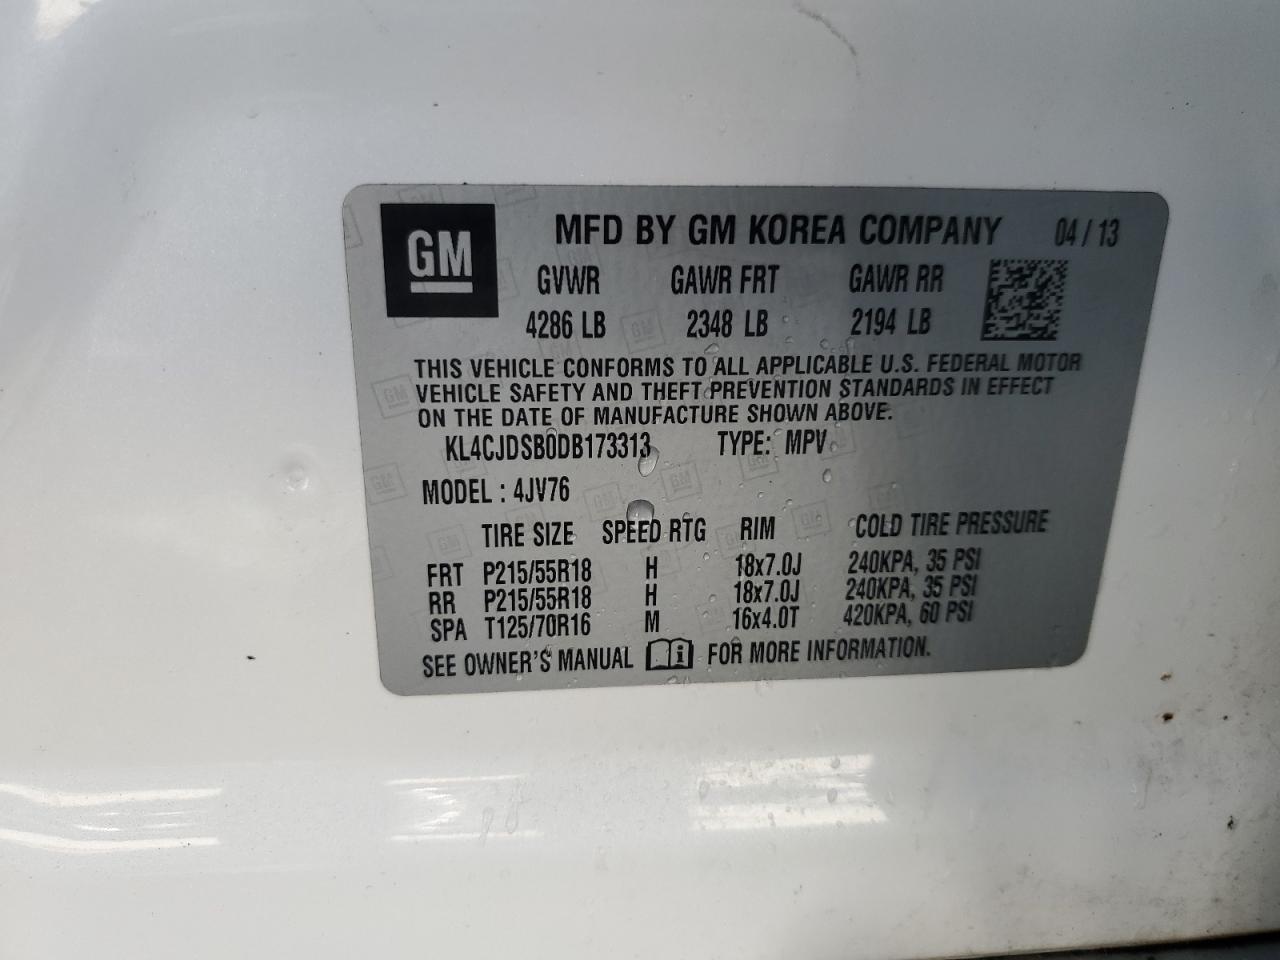 GM MFD BY GM KOREA COMPANY 04/13
GVWR GAWR FRT GAWR RR
4286 LB 2348 LB 2194 LB
THIS VEHICLE CONFORMS TO ALL APPLICABLE U.S. FEDERAL MOTOR
VEHICLE SAFETY AND THEFT PREVENTION STANDARDS IN EFFECT
ON THE DATE OF MANUFACTURE SHOWN ABOVE.
KL4CJDSB0DB173313 TYPE: MPV
MODEL : 4JV76
TIRE SIZE SPEED RTG RIM COLD TIRE PRESSURE
FRT P215/55R18 H 18x7.0J 240KPA, 35 PSI
RR P215/55R18 H 18x7.0J 240KPA, 35 PSI
SPA T125/70R16 M 16x4.0T 420KPA, 60 PSI
SEE OWNER'S MANUAL i FOR MORE INFORMATION.